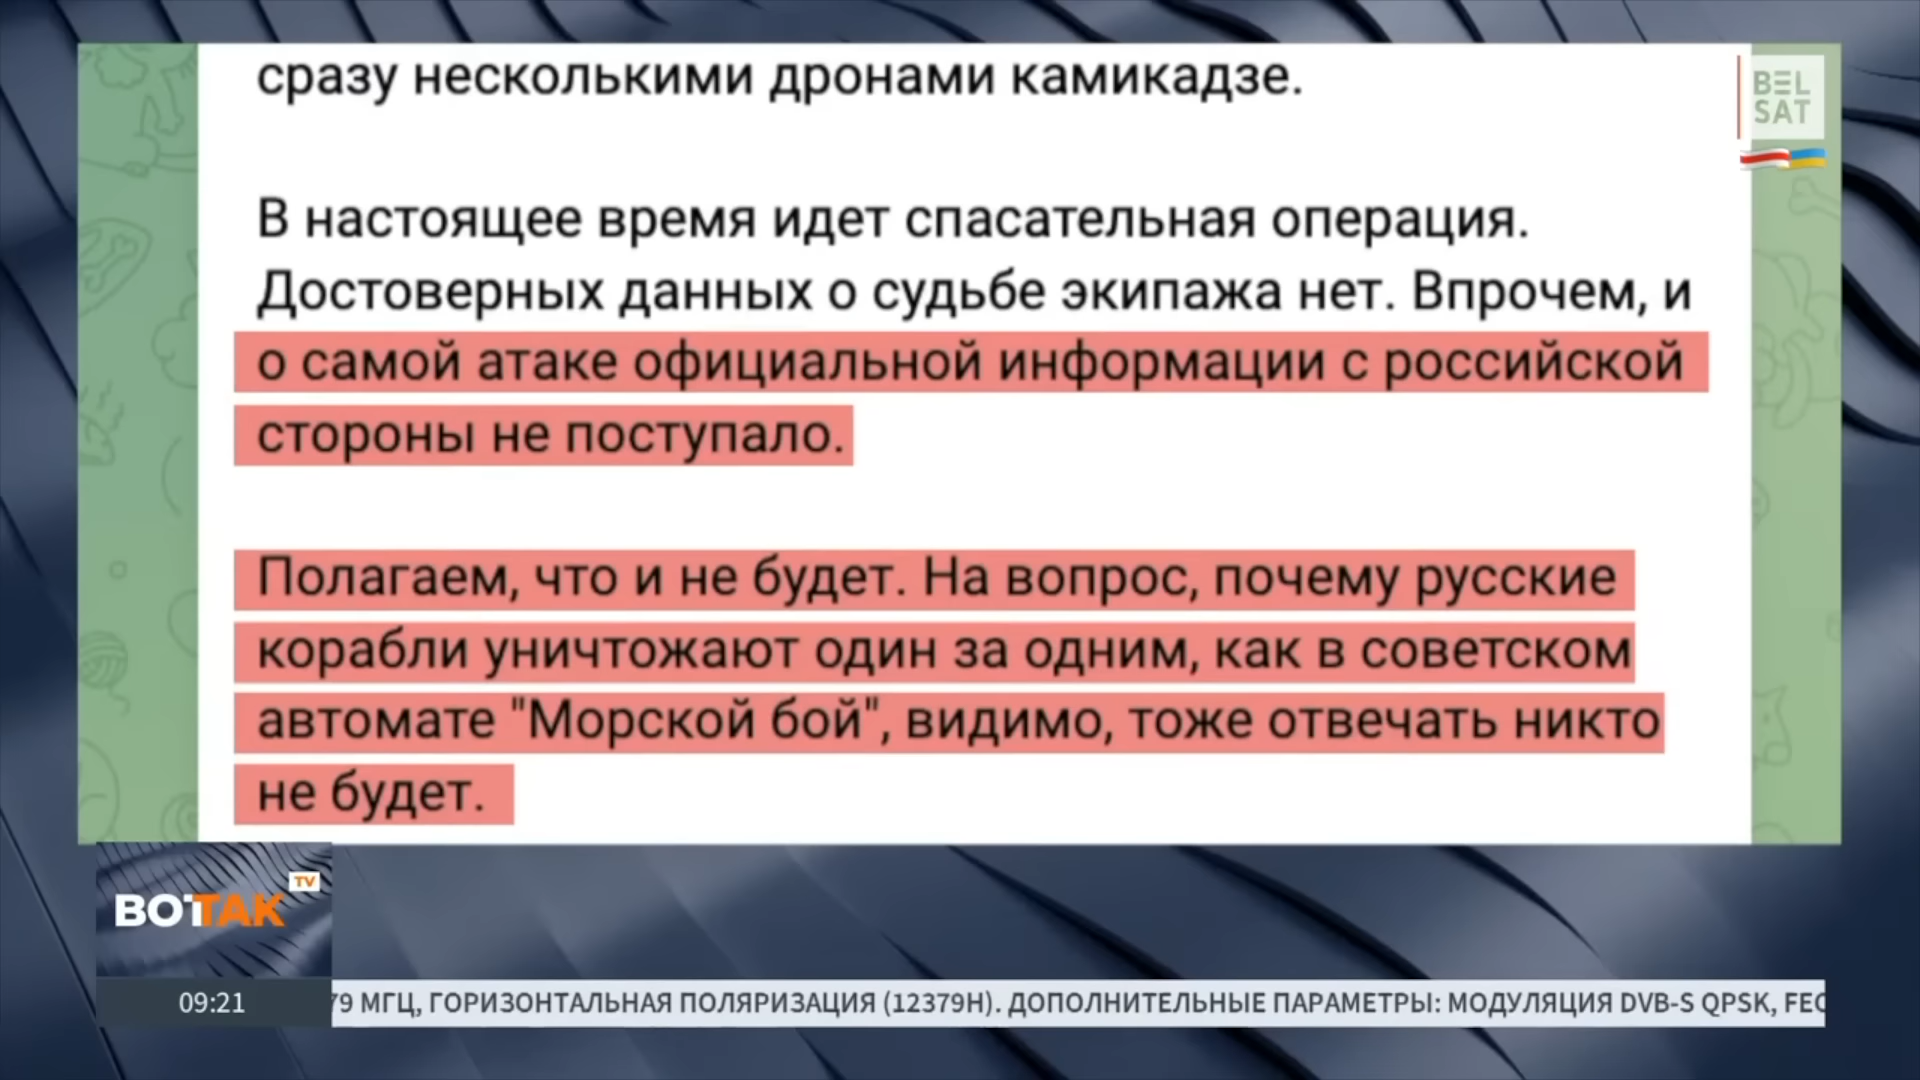 сразу несколькими дронами камикадзе.
BEL
SAT
В настоящее время идет спасательная операция.
Достоверных данных о судьбе экипажа нет. Впрочем, и
о самой атаке официальной информации с российской
стороны не поступало.
Полагаем, что и не будет. На вопрос, почему русские
корабли уничтожают один за одним, как в советском
автомате "Морской бой", видимо, тоже отвечать никто
не будет.
TV
ВОТТАК
09:21
79 МГЦ, ГОРИЗОНТАЛЬНАЯ ПОЛЯРИЗАЦИЯ (12379H). ДОПОЛНИТЕЛЬНЫЕ ПАРАМЕТРЫ: МОДУЛЯЦИЯ DVB-S QPSK, FEC